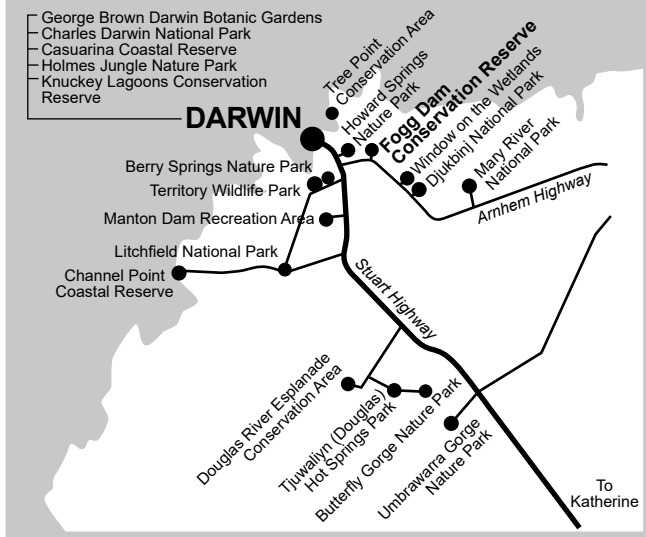 George Brown Darwin Botanic Gardens
Charles Darwin National Park
Casuarina Coastal Reserve
Holmes Jungle Nature Park
Knuckey Lagoons Conservation
Reserve
DARWIN
Tree Point
Conservation Area
Howard Springs
Nature Park
Fogg Dam
Conservation Reserve
Window on the Wetlands
Djukbinj National Park
Mary River
National Park
Arnhem Highway
Berry Springs Nature Park
Territory Wildlife Park
Manton Dam Recreation Area
Litchfield National Park
Channel Point
Coastal Reserve
Stuart Highway
Douglas River Esplanade
Conservation Area
Tjuwaliyn (Douglas)
Hot Springs Park
Butterfly Gorge Nature Park
Umbrawarra Gorge
Nature Park
To
Katherine